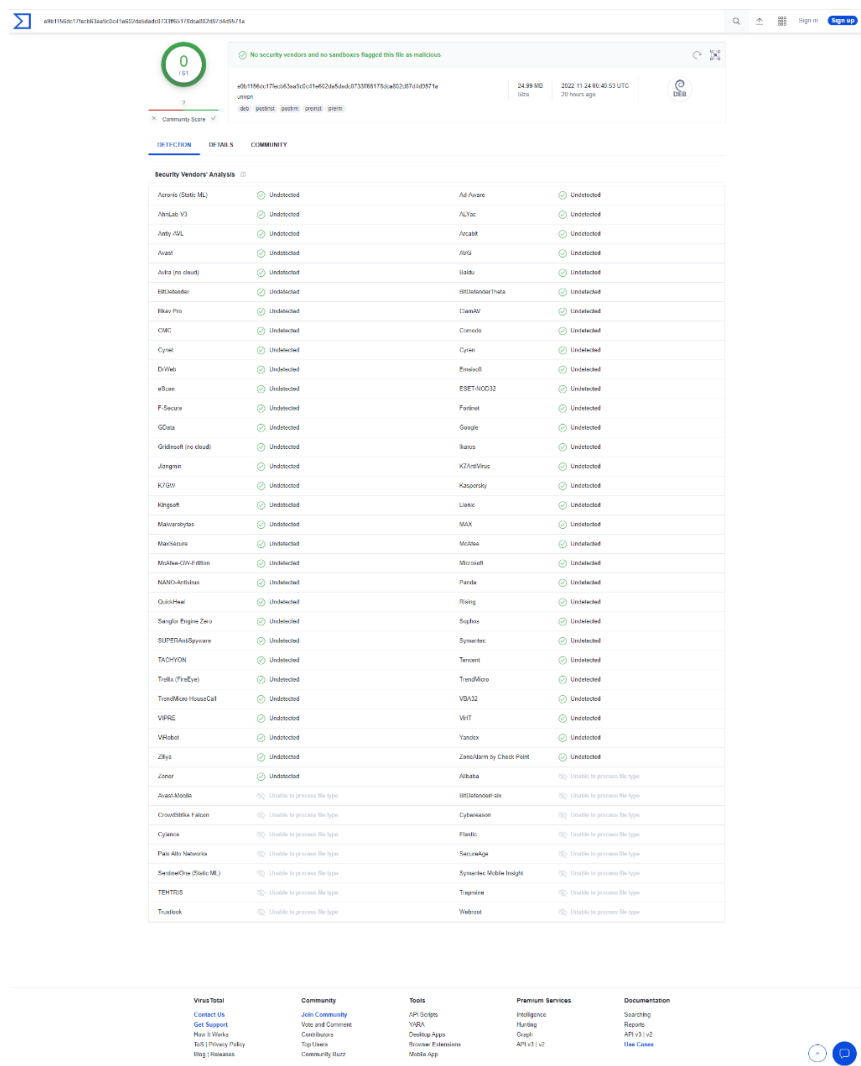 Sign in Sign up
0
/ 61
?
Community Score
No security vendors and no sandboxes flagged this file as malicious
24.99 MB
Size
2022-11-24 06:40:53 UTC
20 hours ago
DEB
deb postinst postrm preinst prerm
DETECTION DETAILS COMMUNITY
Security Vendors' Analysis
Acronis (Static ML) Undetected Ad-Aware Undetected
AhnLab-V3 Undetected ALYac Undetected
Antiy-AVL Undetected Arcabit Undetected
Avast Undetected AVG Undetected
Avira (no cloud) Undetected Baidu Undetected
BitDefender Undetected BitDefenderTheta Undetected
Bkav Pro Undetected ClamAV Undetected
CMC Undetected Comodo Undetected
Cynet Undetected Cyren Undetected
DrWeb Undetected Emsisoft Undetected
eScan Undetected ESET-NOD32 Undetected
F-Secure Undetected Fortinet Undetected
GData Undetected Google Undetected
Gridinsoft (no cloud) Undetected Ikarus Undetected
Jiangmin Undetected K7AntiVirus Undetected
K7GW Undetected Kaspersky Undetected
Kingsoft Undetected Lionic Undetected
Malwarebytes Undetected MAX Undetected
MaxSecure Undetected McAfee Undetected
McAfee-GW-Edition Undetected Microsoft Undetected
NANO-Antivirus Undetected Panda Undetected
QuickHeal Undetected Rising Undetected
Sangfor Engine Zero Undetected Sophos Undetected
SUPERAntiSpyware Undetected Symantec Undetected
TACHYON Undetected Tencent Undetected
Trellix (FireEye) Undetected TrendMicro Undetected
TrendMicro-HouseCall Undetected VBA32 Undetected
VIPRE Undetected VirIT Undetected
ViRobot Undetected Yandex Undetected
Zillya Undetected ZoneAlarm by Check Point Undetected
Zoner Undetected Alibaba Unable to process file type
Avast-Mobile Unable to process file type BitDefenderFalx Unable to process file type
CrowdStrike Falcon Unable to process file type Cybereason Unable to process file type
Cylance Unable to process file type Elastic Unable to process file type
Palo Alto Networks Unable to process file type SecureAge Unable to process file type
SentinelOne (Static ML) Unable to process file type Symantec Mobile Insight Unable to process file type
TEHTRIS Unable to process file type Trapmine Unable to process file type
Trustlook Unable to process file type Webroot Unable to process file type
VirusTotal Community Tools Premium Services Documentation
Contact Us Join Community API Scripts Intelligence Searching
Get Support Vote and Comment YARA Hunting Reports
How It Works Contributors Desktop Apps Graph API v3 | v2
ToS | Privacy Policy Top Users Browser Extensions API v3 | v2 Use Cases
Blog | Releases Community Buzz Mobile App